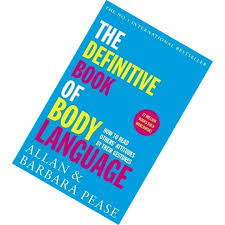 THE NO. 1 INTERNATIONAL BESTSELLER
THE
DEFINITIVE
BOOK
OF BODY
LANGUAGE
HOW TO READ
OTHERS' ATTITUDES
BY THEIR GESTURES
ALLAN &
BARBARA PEASE